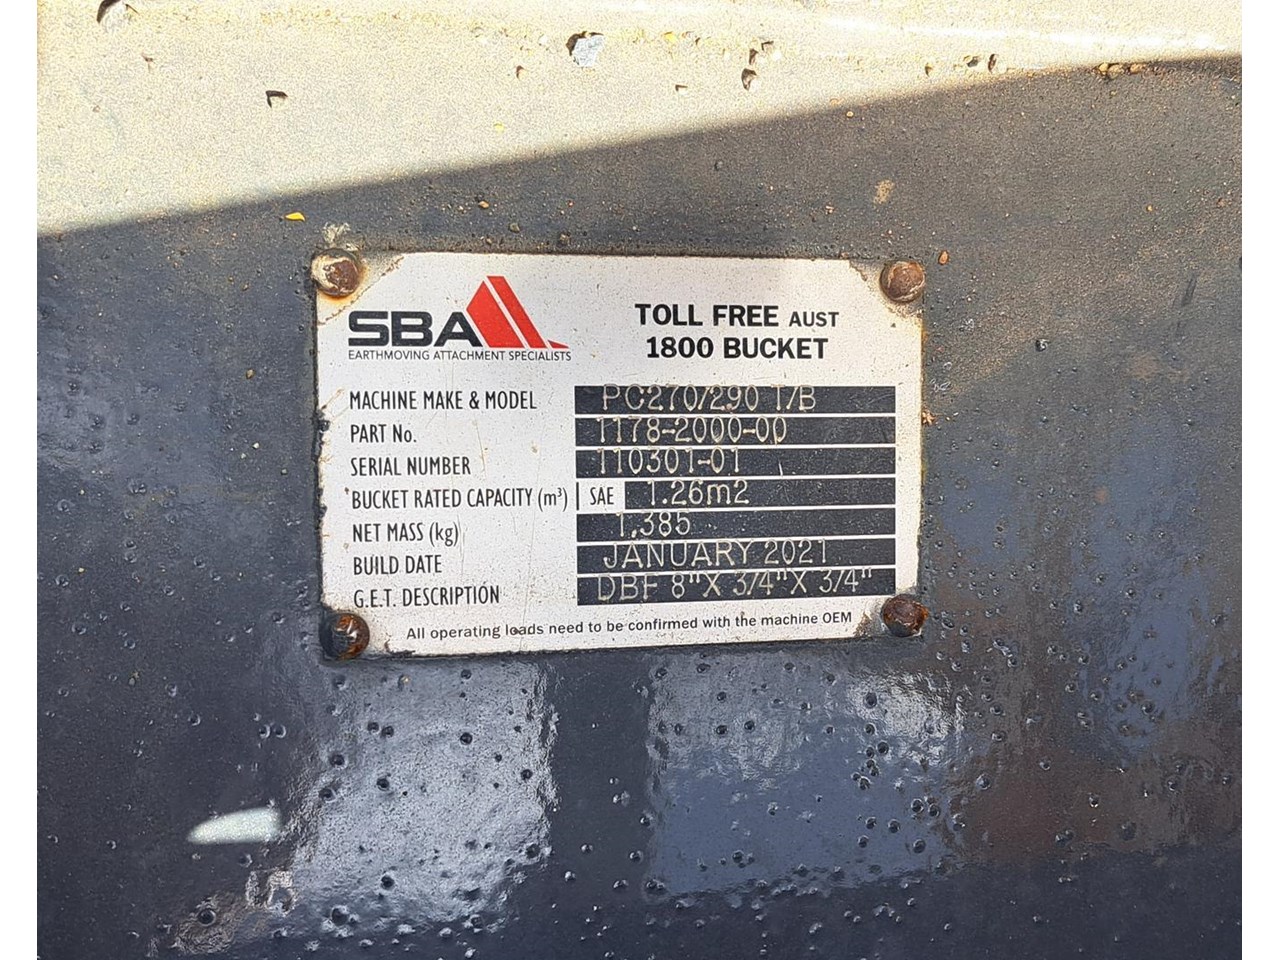 SBA
EARTHMOVING ATTACHMENT SPECIALISTS
TOLL FREE AUST
1800 BUCKET
MACHINE MAKE & MODEL PC270/290 T/B
PART No. 1178-2000-00
SERIAL NUMBER 110301-01
*BUCKET RATED CAPACITY (m³) SAE 1.26m2
NET MASS (kg) 1,385
BUILD DATE JANUARY 2021
G.E.T. DESCRIPTION DBF 8"X 3/4"X 3/4"
All operating loads need to be confirmed with the machine OEM